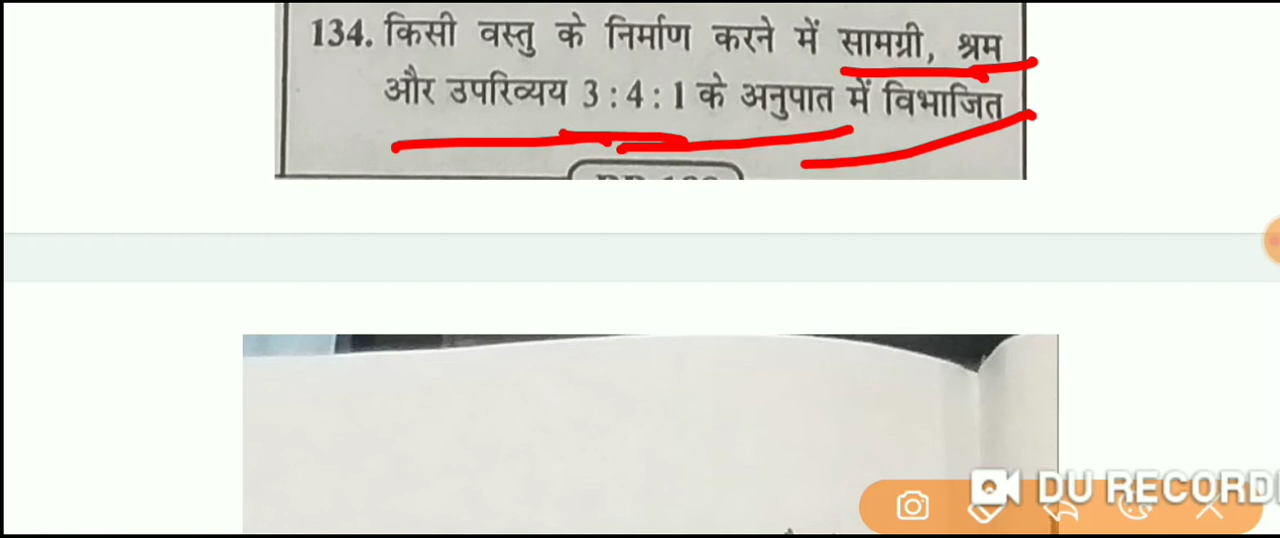 134. किसी वस्तु के निर्माण करने में सामग्री, श्रम
और उपरिव्यय 3 : 4 : 1 के अनुपात में विभाजित
DU RECORD